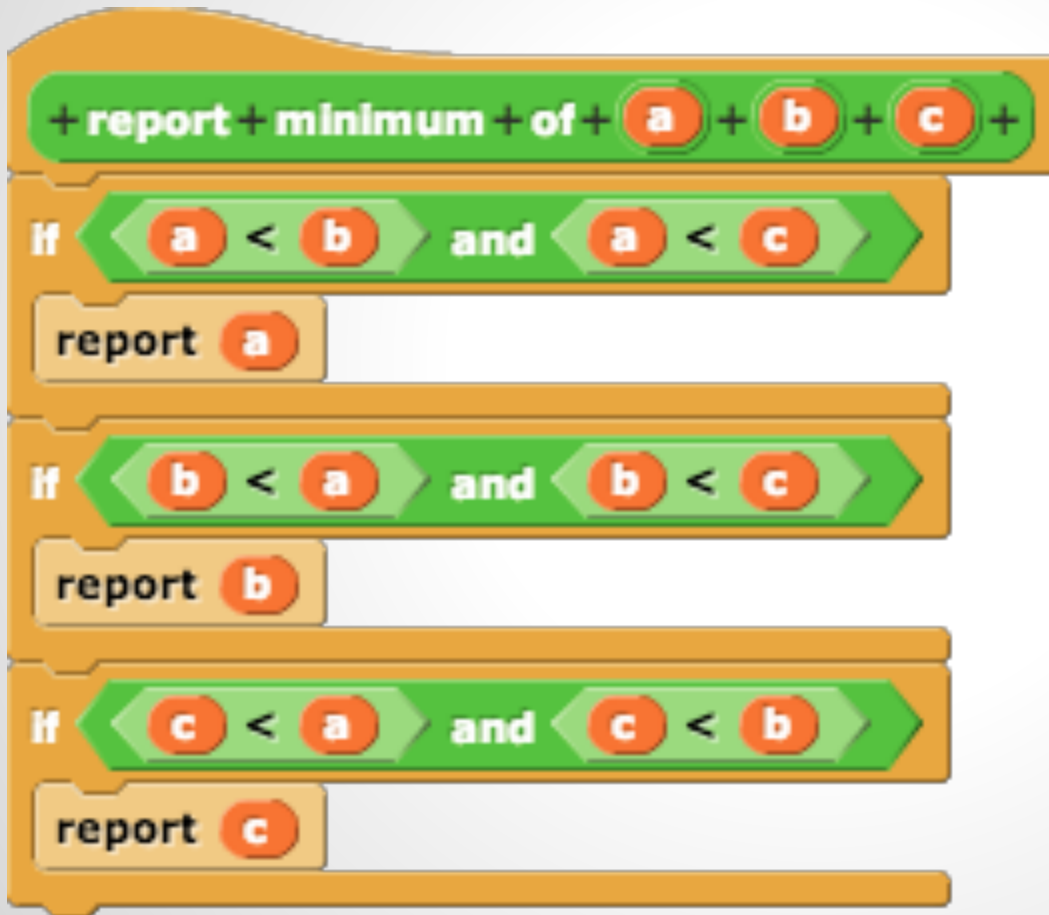 +report+minimum+of+ a + b + c +
if a < b and a < c
report a
if b < a and b < c
report b
if c < a and c < b
report c